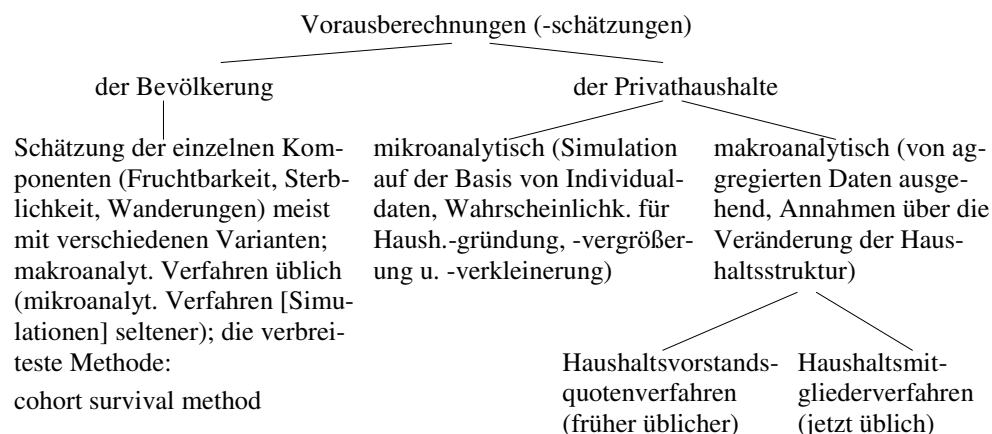 Vorausberechnungen (-schätzungen)
der Bevölkerung
der Privathaushalte
Schätzung der einzelnen Kom-
ponenten (Fruchtbarkeit, Sterb-
lichkeit, Wanderungen) meist
mit verschiedenen Varianten;
makroanalyt. Verfahren üblich
(mikroanalyt. Verfahren [Simu-
lationen] seltener); die verbrei-
teste Methode:
cohort survival method
mikroanalytisch (Simulation
auf der Basis von Individual-
daten, Wahrscheinlichk. für
Haush.-gründung, -vergrößer-
ung u. -verkleinerung)
makroanalytisch (von ag-
gregierten Daten ausge-
hend, Annahmen über die
Veränderung der Haus-
haltsstruktur)
Haushaltsvorstands-
quotenverfahren
(früher üblicher)
Haushaltsmit-
gliederverfahren
(jetzt üblich)